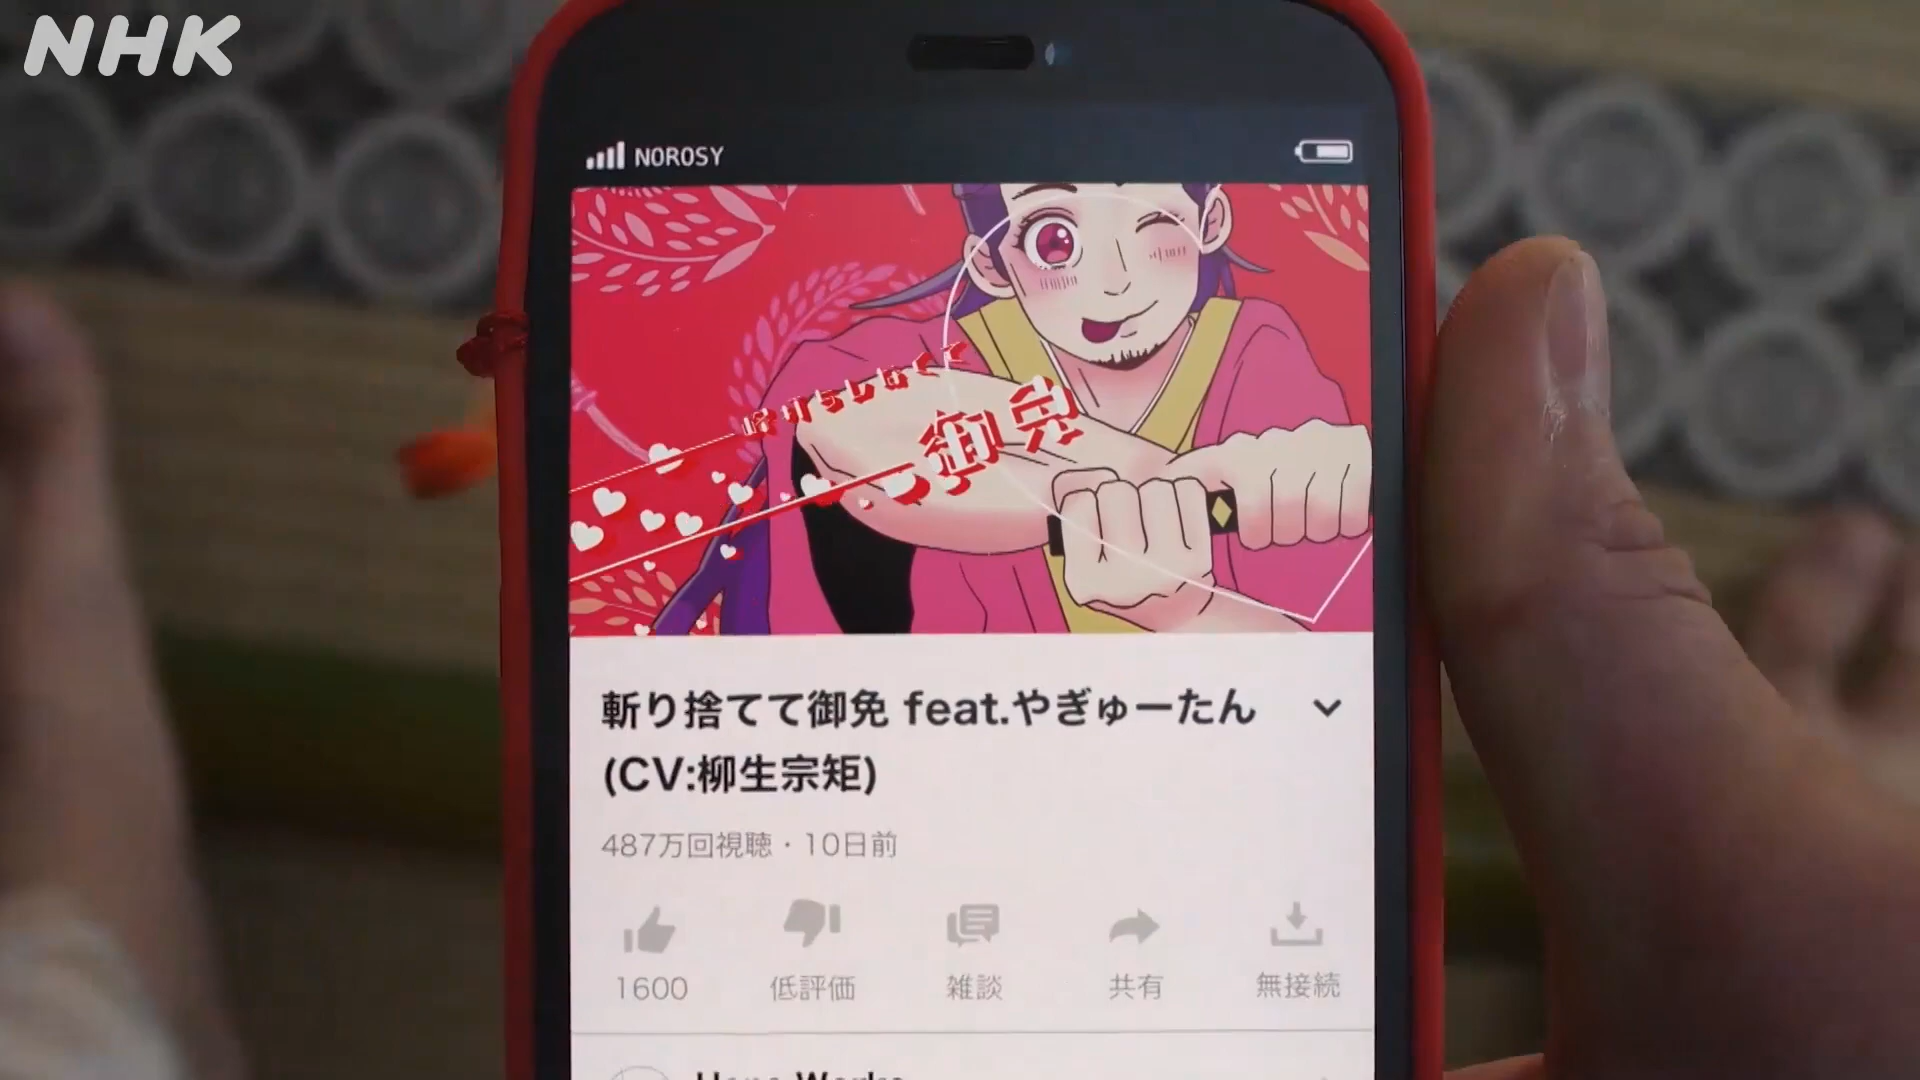 NHK
NOROSY
御免
斬り捨てて御免 feat.やぎゅーたん
(CV:柳生宗矩)
487万回視聴・10日前
1600
低評価
雑談
共有
無接続